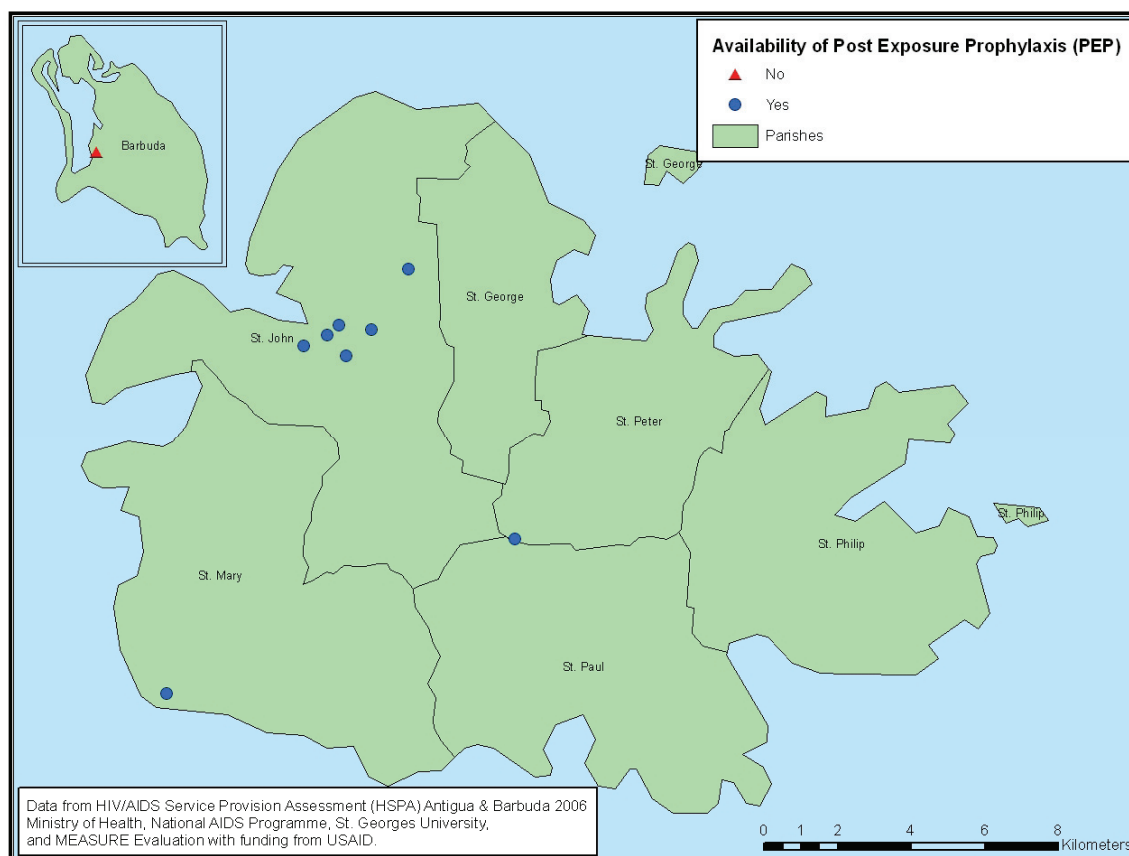 Availability of Post Exposure Prophylaxis (PEP)
No
Yes
Parishes
Barbuda
St. George
St. George
St. John
St. Peter
St. Philip
St. Philip
St. Mary
St. Paul
Data from HIV/AIDS Service Provision Assessment (HSPA) Antigua & Barbuda 2006
Ministry of Health, National AIDS Programme, St. Georges University,
and MEASURE Evaluation with funding from USAID.
0 1 2 4 6 8
Kilometers